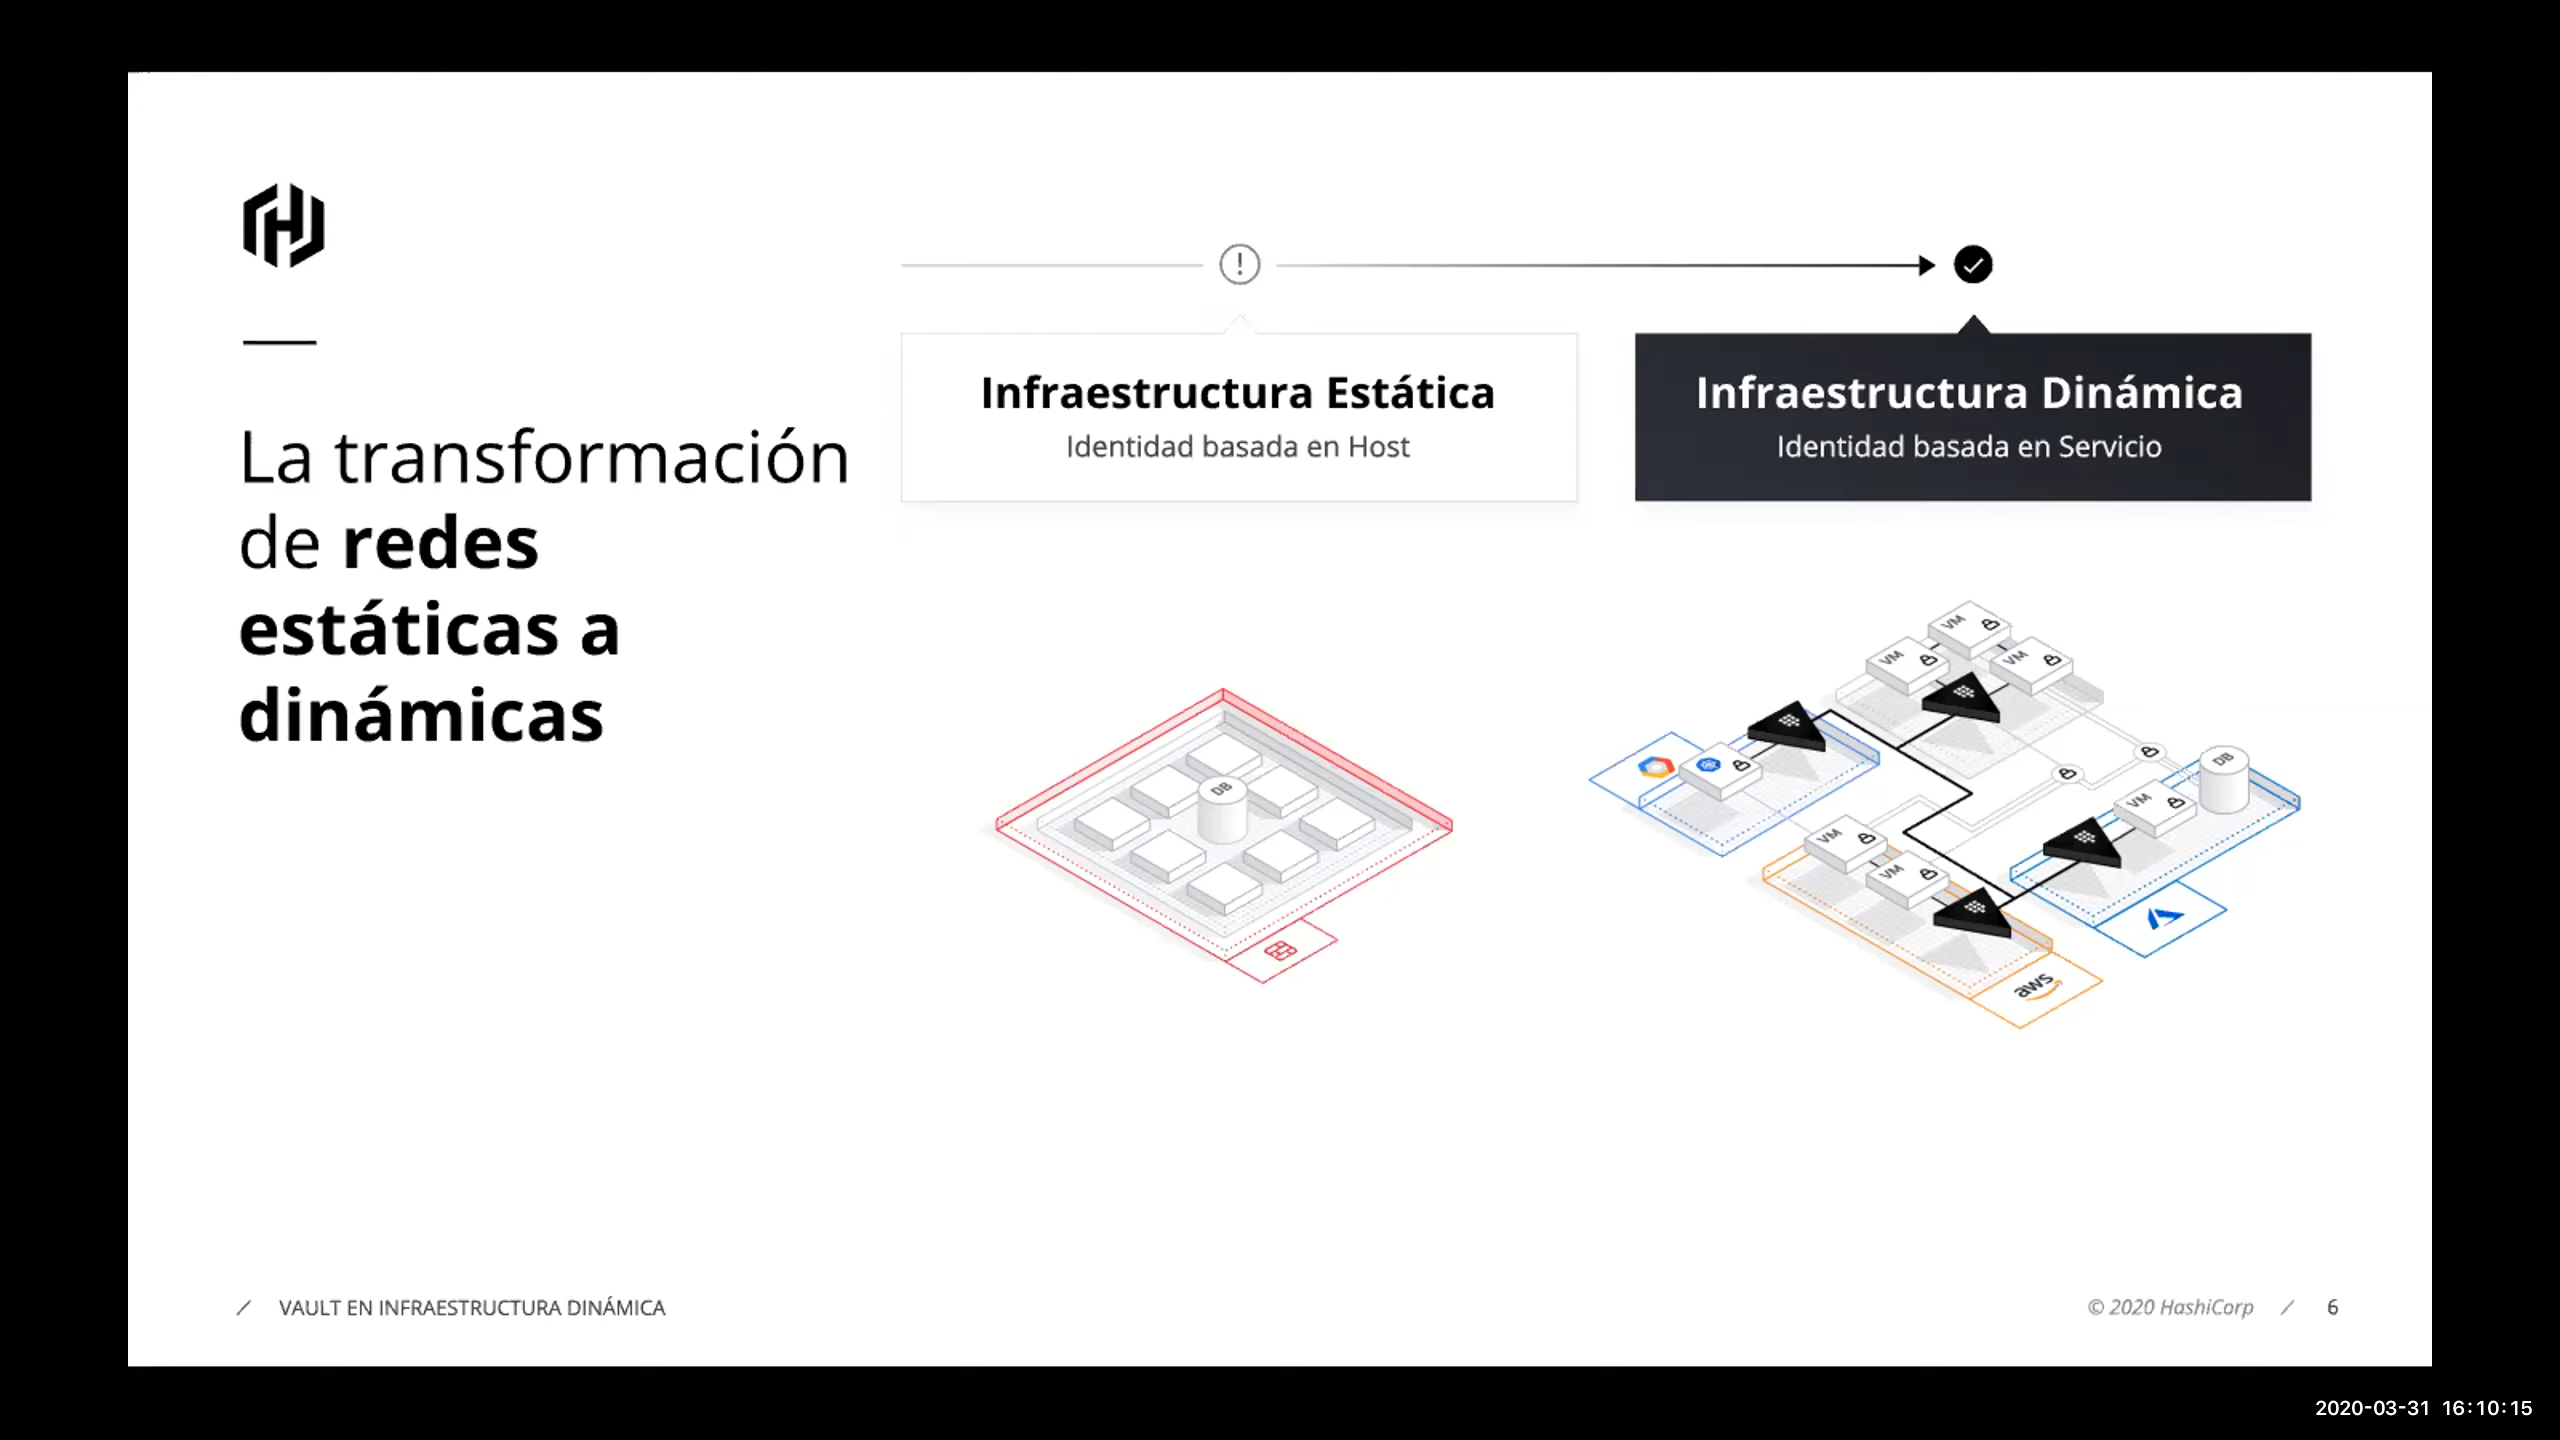 La transformación
de redes
estáticas a
dinámicas
!
Infraestructura Estática
Identidad basada en Host
Infraestructura Dinámica
Identidad basada en Servicio
DB
VM
VM
VM
DB
VM
VM
VM
aws
/ VAULT EN INFRAESTRUCTURA DINÁMICA
© 2020 HashiCorp / 6
2020-03-31 16:10:15